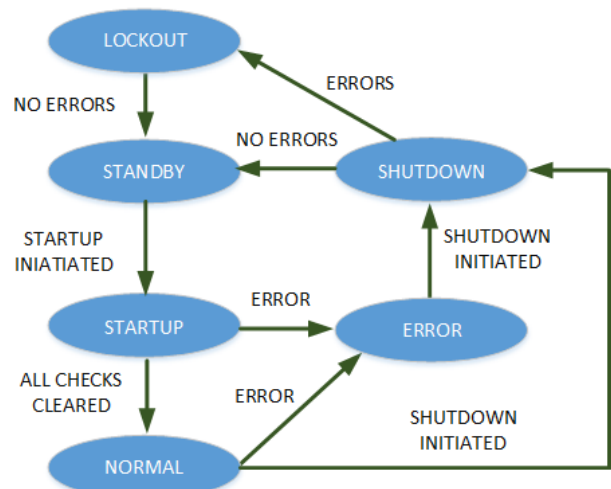 LOCKOUT
ERRORS
NO ERRORS
NO ERRORS
STANDBY
SHUTDOWN
STARTUP
INIATIATED
SHUTDOWN
INITIATED
ERROR
STARTUP
ERROR
ALL CHECKS
CLEARED
ERROR
SHUTDOWN
INITIATED
NORMAL